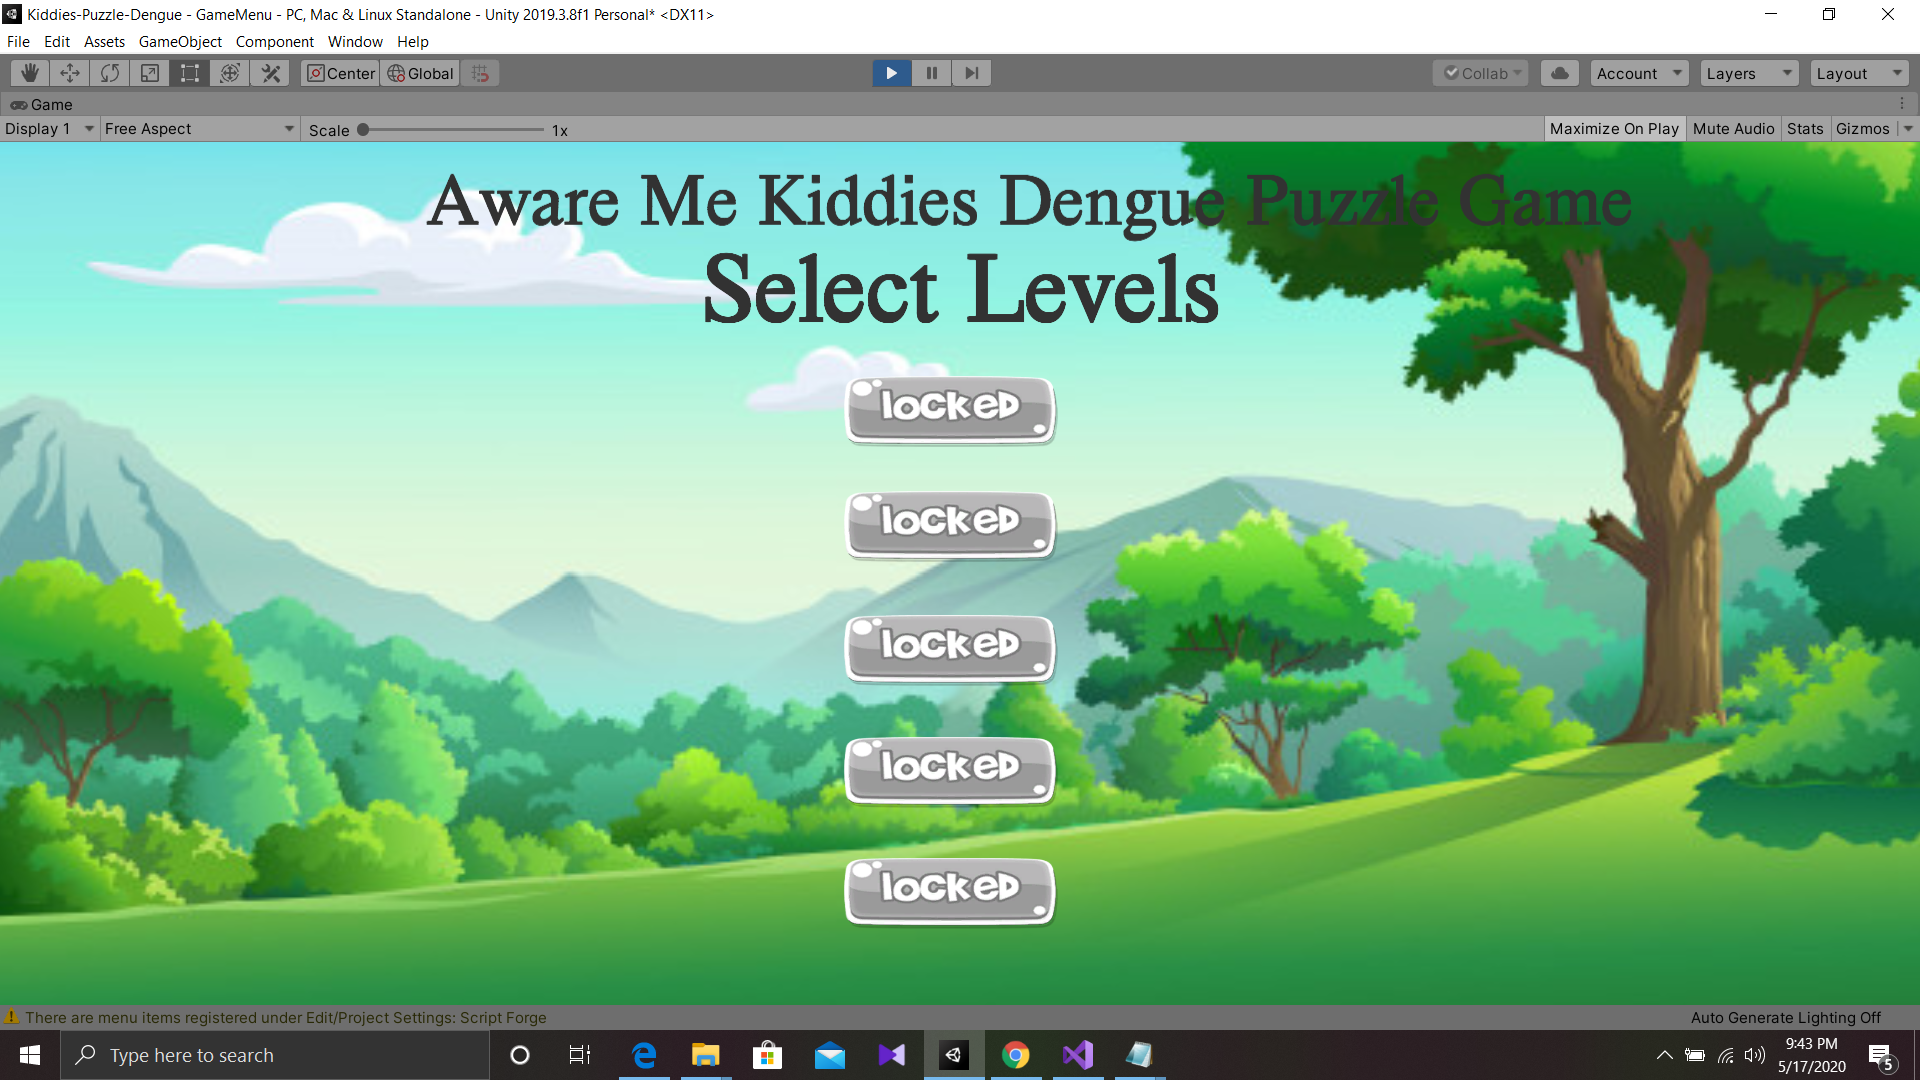 Kiddies-Puzzle-Dengue - GameMenu - PC, Mac & Linux Standalone - Unity 2019.3.8f1 Personal* <DX11>
File Edit Assets GameObject Component Window Help
Center Global Collab Account Layers Layout
Game
Display 1 Free Aspect Scale 1x Maximize On Play Mute Audio Stats Gizmos
Aware Me Kiddies Dengue Puzzle Game
Select Levels
locked
locked
locked
locked
locked
There are menu items registered under Edit/Project Settings: Script Forge Auto Generate Lighting Off
Type here to search
9:43 PM
5/17/2020
5